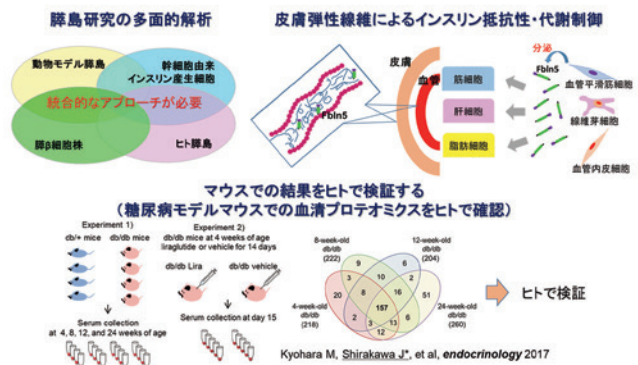 膵島研究の多面的解析
動物モデル膵島
幹細胞由来
インスリン産生細胞
統合的なアプローチが必要
膵β細胞株
ヒト膵島
皮膚弾性線維によるインスリン抵抗性・代謝制御
Fbln5
皮膚
血管
筋細胞
肝細胞
脂肪細胞
分泌
Fbln5
血管平滑筋細胞
線維芽細胞
血管内皮細胞
マウスでの結果をヒトで検証する
（糖尿病モデルマウスでの血清プロテオミクスをヒトで確認）
Experiment 1)
db/+ mice db/db mice
Serum collection
at 4, 8, 12, and 24 weeks of age
Experiment 2)
db/db mice at 4 weeks of age
liraglutide or vehicle for 14 days
db/db Lira db/db vehicle
Serum collection at day 15
8-week-old
db/db
(222)
12-week-old
db/db
(204)
4-week-old
db/db
(218)
24-week-old
db/db
(260)
9 6
3 10 2
20 8 16 51
157
2 3 13 6
12
ヒトで検証
Kyohara M, Shirakawa J*, et al, endocrinology 2017